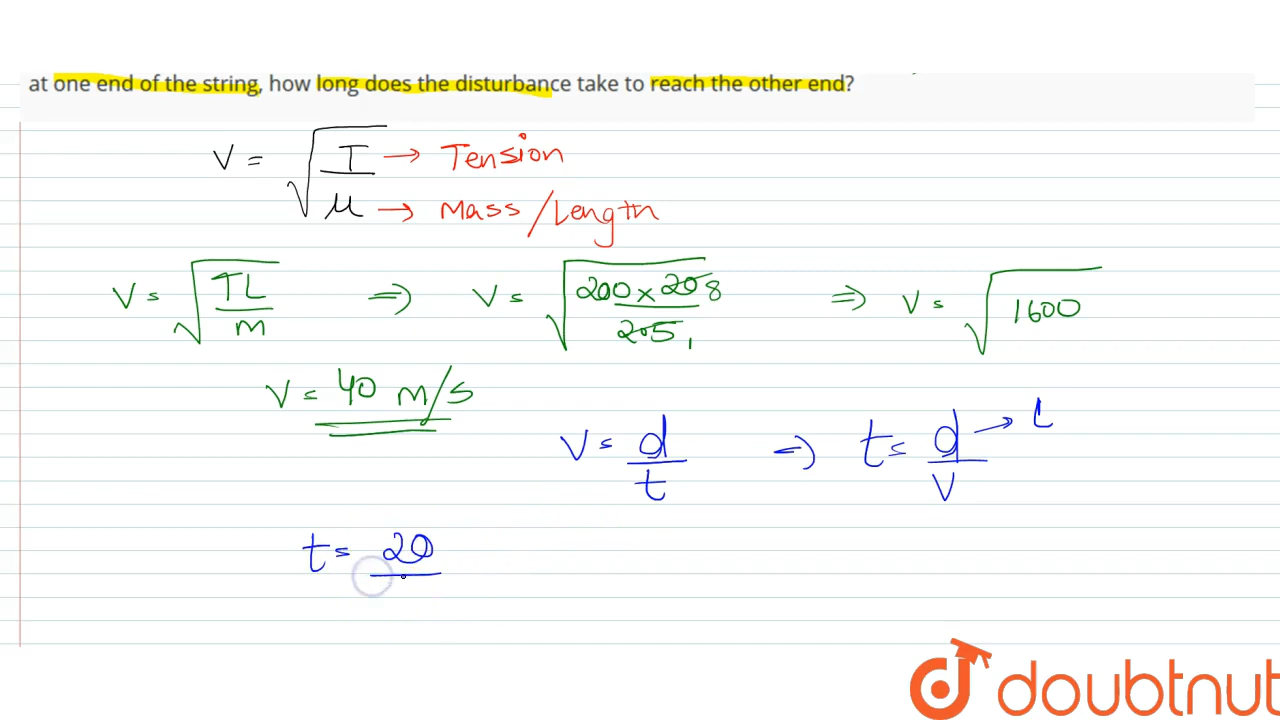 at one end of the string, how long does the disturbance take to reach the other end?
V = √(T/μ) → Tension
→ Mass/Length
V = √(TL/m) ⇒ V = √(200 × 20 8/2.5 1) ⇒ V = √1600
V = 40 m/s
V = d/t ⇒ t = d/V → L
t = 20
doubtnut